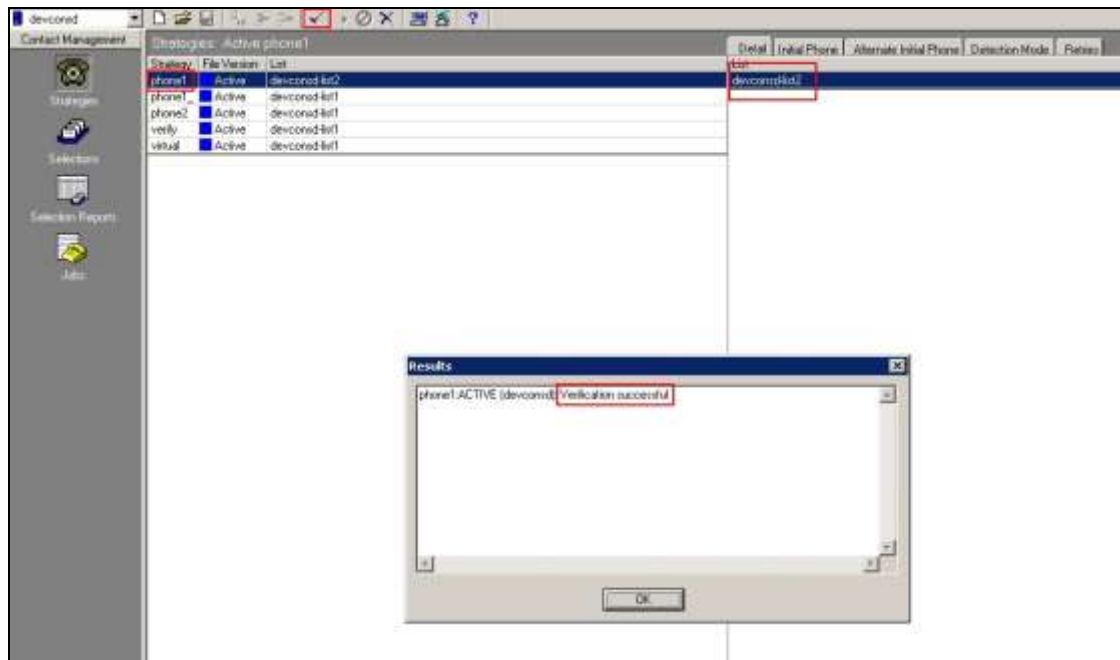 devconsd
Contact Management
Strategies
Selections
Selection Reports
Jobs
Strategies: Active phone1
Strategy File Version List
phone1 Active devconsd-list2
phone1_ Active devconsd-list1
phone2 Active devconsd-list1
verify Active devconsd-list1
virtual Active devconsd-list1
Detail Initial Phone Alternate Initial Phone Detection Mode Retries
List
devconsd-list2
Results
phone1.ACTIVE (devconsd) Verification successful
OK